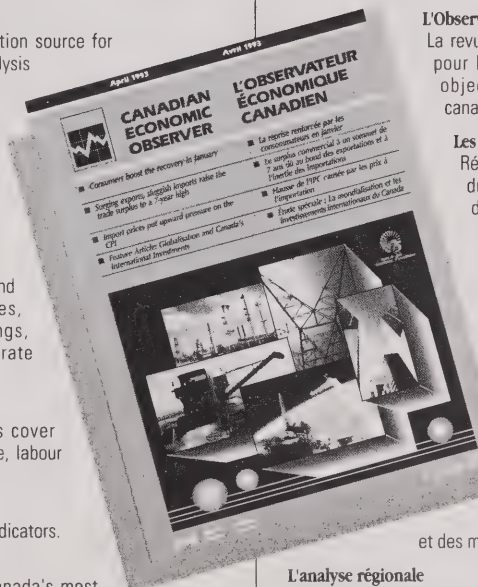 tion source for
lysis
nd
es,
ngs,
rate
s cover
e, labour
dicators.
nada's most
April 1993
Avril 1993
CANADIAN
ECONOMIC
OBSERVER
L'OBSERVATEUR
ÉCONOMIQUE
CANADIEN
Consumers boost the recovery in January
Surging exports, sluggish imports raise the
trade surplus to a 7-year high
Import prices put upward pressure on the
CPI
Feature Article: Globalisation and Canada's
International Investments
La reprise renforcée par les
consommateurs en janvier
Le surplus commercial à un sommet de
7 ans dû au bond des exportations et à
l'inertie des importations
Hausse de l'IPC causée par les prix à
l'importation
Étude spéciale : La mondialisation et les
investissements internationaux du Canada
L'Observ
La revu
pour l
objec
cana
Les
Ré
du
d
et des m
L'analyse régionale